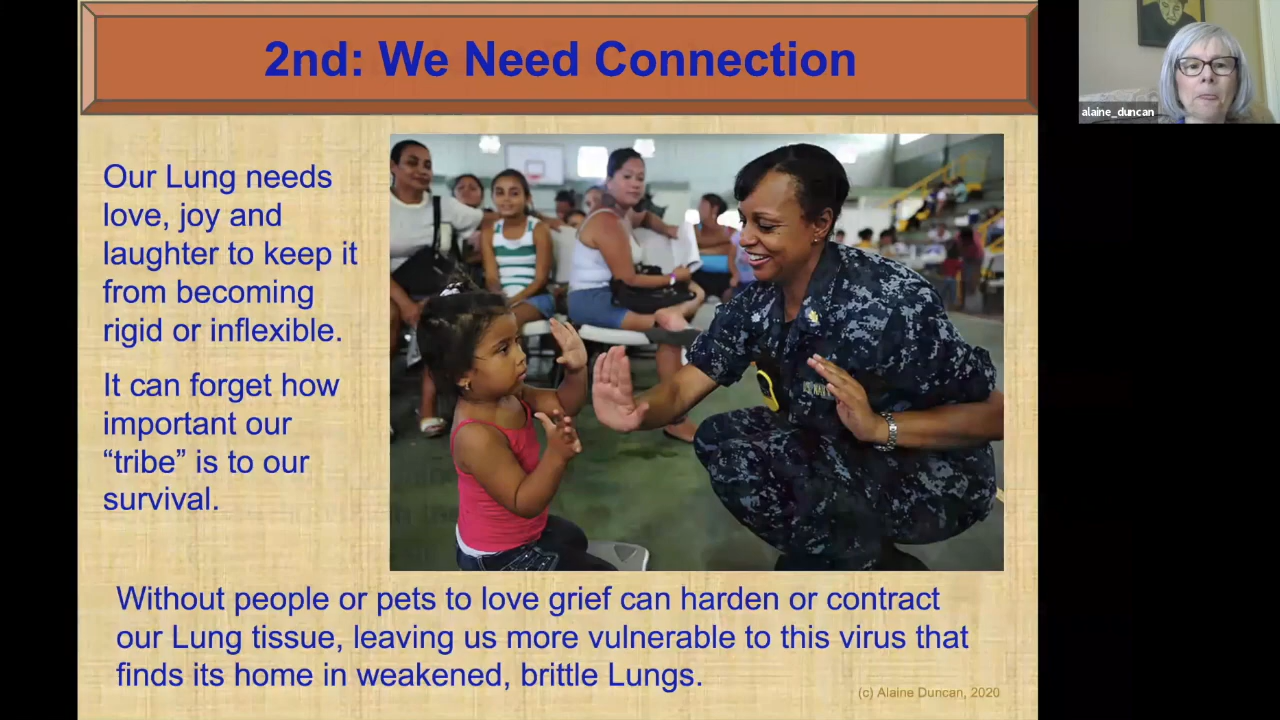 2nd: We Need Connection
alaine_duncan
Our Lung needs
love, joy and
laughter to keep it
from becoming
rigid or inflexible.
It can forget how
important our
“tribe” is to our
survival.
U.S. NAVY
Without people or pets to love grief can harden or contract
our Lung tissue, leaving us more vulnerable to this virus that
finds its home in weakened, brittle Lungs.
(c) Alaine Duncan, 2020